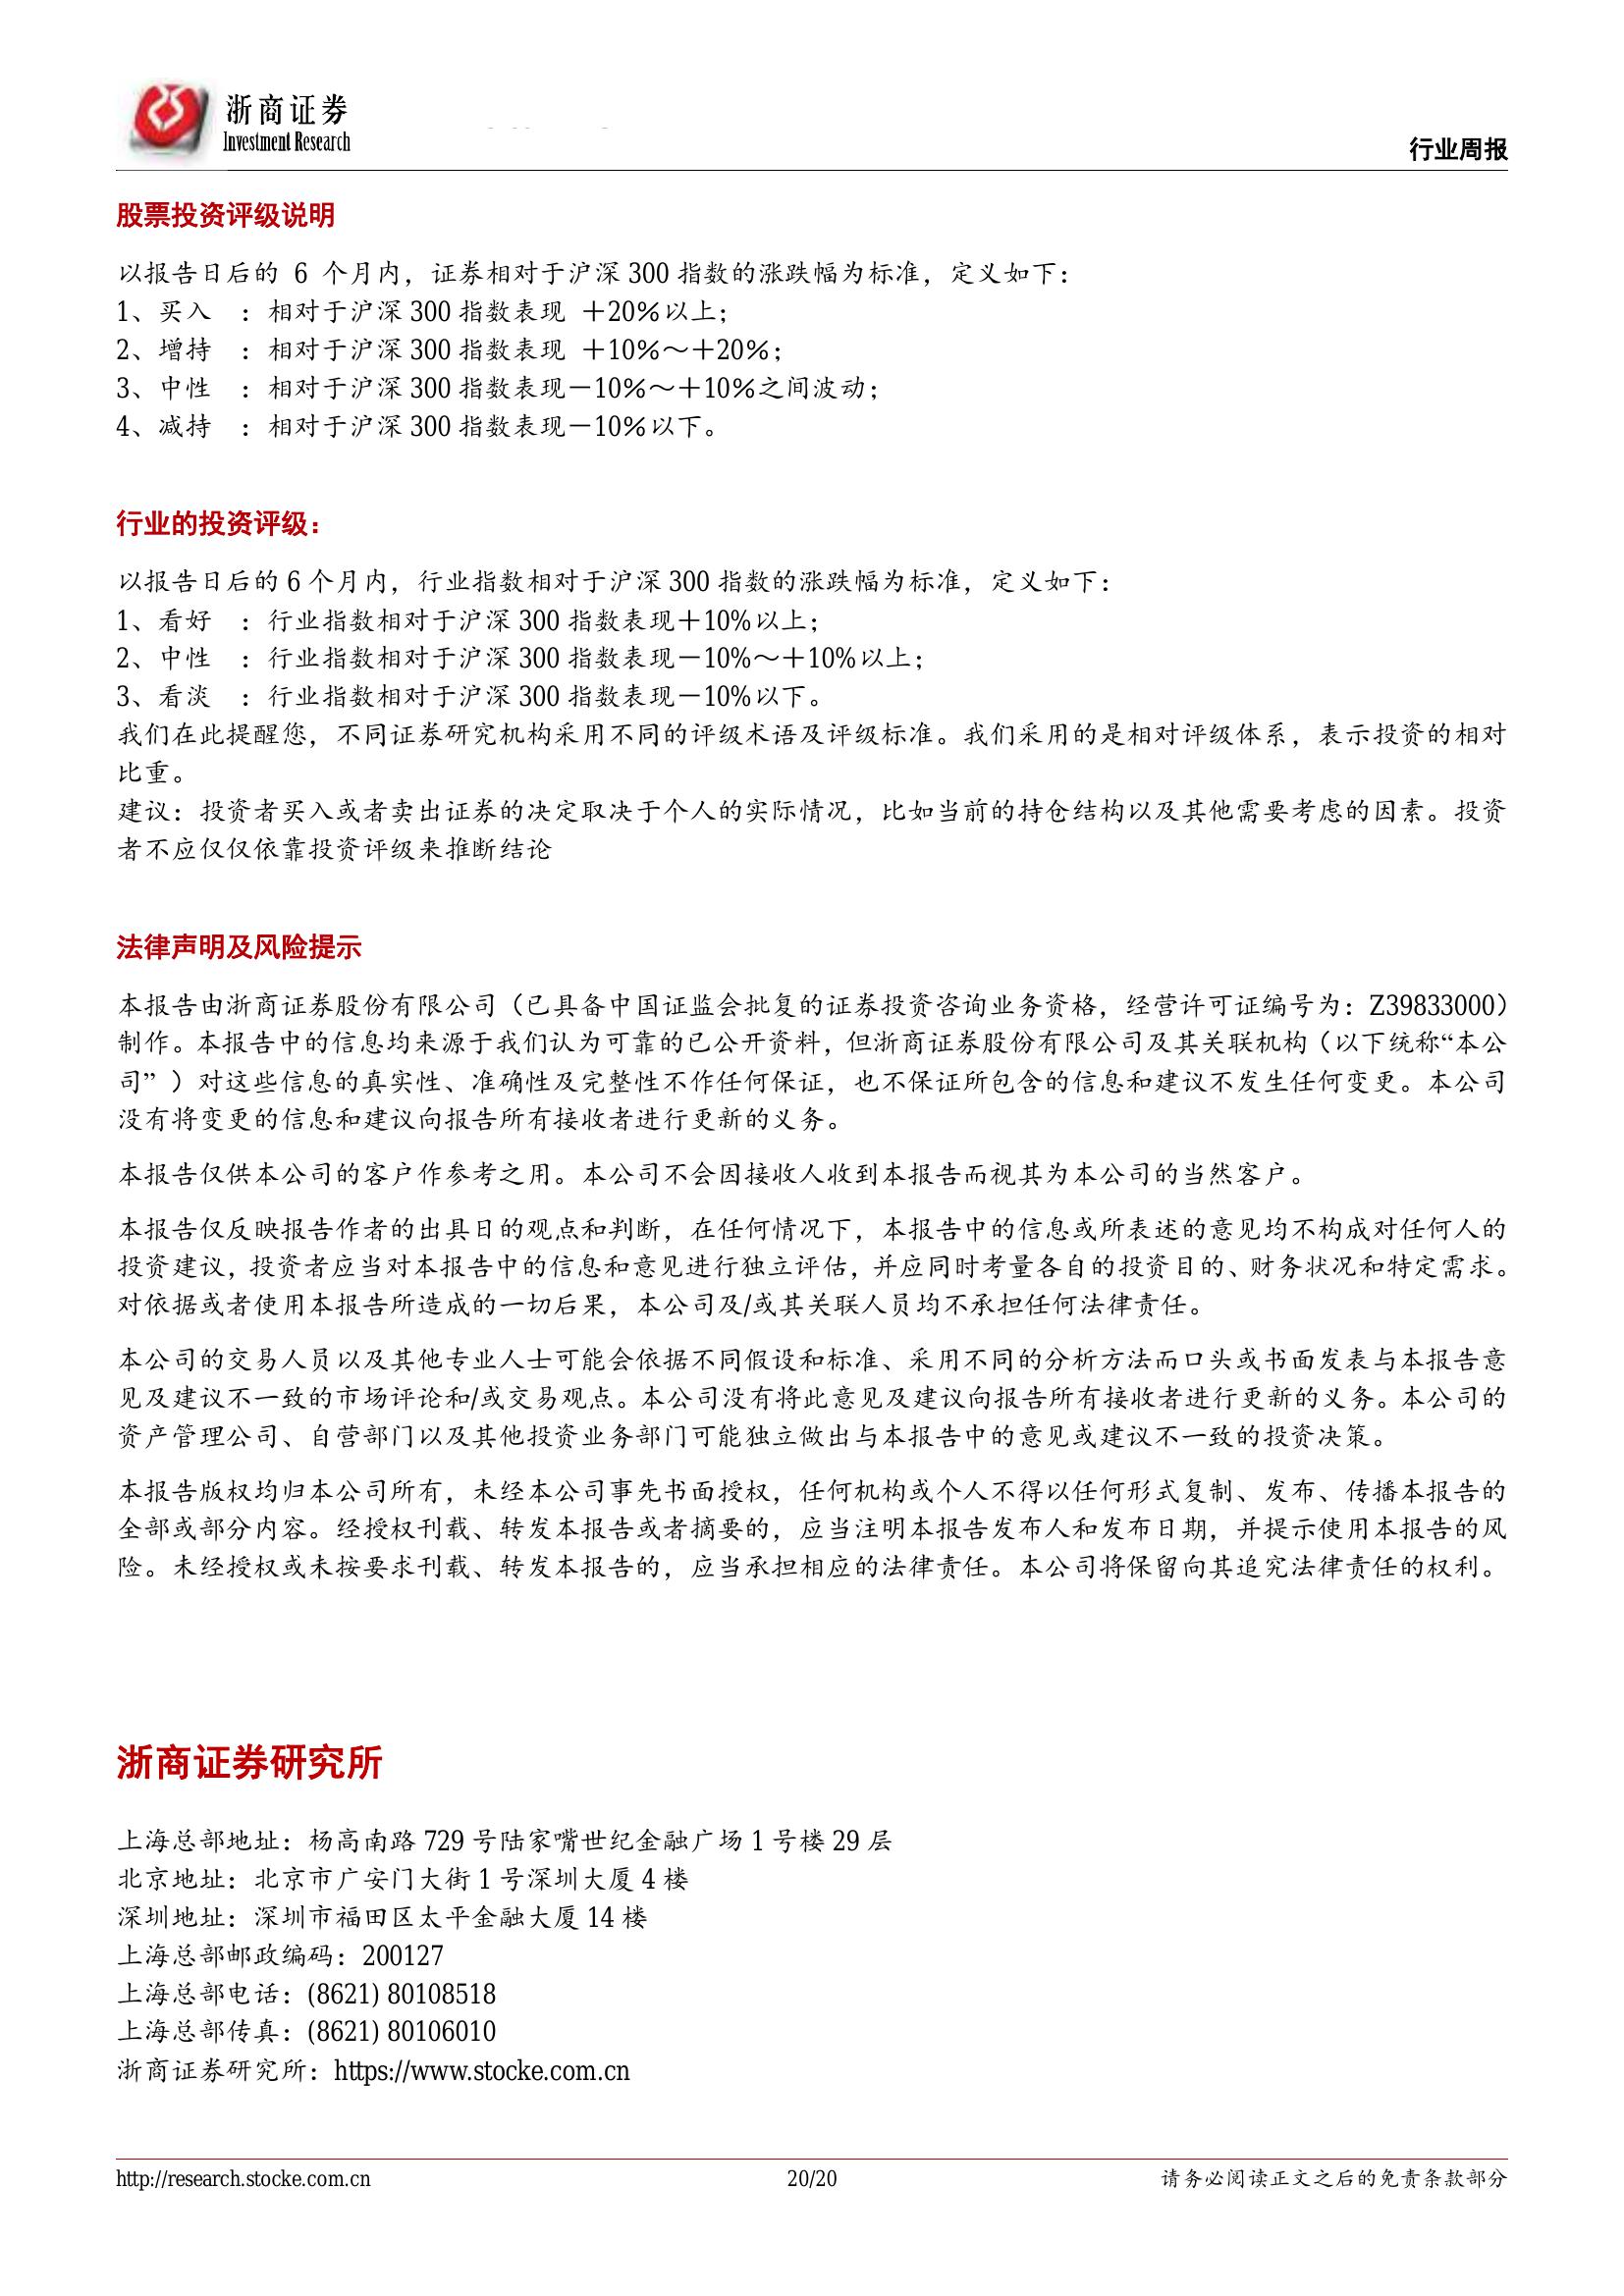 浙商证券
Investment Research
行业周报
股票投资评级说明
以报告日后的 6 个月内，证券相对于沪深 300 指数的涨跌幅为标准，定义如下：
1、买入 ：相对于沪深 300 指数表现 ＋20％以上；
2、增持 ：相对于沪深 300 指数表现 ＋10％～＋20％；
3、中性 ：相对于沪深 300 指数表现－10％～＋10％之间波动；
4、减持 ：相对于沪深 300 指数表现－10％以下。
行业的投资评级：
以报告日后的 6 个月内，行业指数相对于沪深 300 指数的涨跌幅为标准，定义如下：
1、看好 ：行业指数相对于沪深 300 指数表现＋10%以上；
2、中性 ：行业指数相对于沪深 300 指数表现－10%～＋10%以上；
3、看淡 ：行业指数相对于沪深 300 指数表现－10%以下。
我们在此提醒您，不同证券研究机构采用不同的评级术语及评级标准。我们采用的是相对评级体系，表示投资的相对
比重。
建议：投资者买入或者卖出证券的决定取决于个人的实际情况，比如当前的持仓结构以及其他需要考虑的因素。投资
者不应仅仅依靠投资评级来推断结论
法律声明及风险提示
本报告由浙商证券股份有限公司（已具备中国证监会批复的证券投资咨询业务资格，经营许可证编号为：Z39833000）
制作。本报告中的信息均来源于我们认为可靠的已公开资料，但浙商证券股份有限公司及其关联机构（以下统称“本公
司”）对这些信息的真实性、准确性及完整性不作任何保证，也不保证所包含的信息和建议不发生任何变更。本公司
没有将变更的信息和建议向报告所有接收者进行更新的义务。
本报告仅供本公司的客户作参考之用。本公司不会因接收人收到本报告而视其为本公司的当然客户。
本报告仅反映报告作者的出具日的观点和判断，在任何情况下，本报告中的信息或所表述的意见均不构成对任何人的
投资建议，投资者应当对本报告中的信息和意见进行独立评估，并应同时考量各自的投资目的、财务状况和特定需求。
对依据或者使用本报告所造成的一切后果，本公司及/或其关联人员均不承担任何法律责任。
本公司的交易人员以及其他专业人士可能会依据不同假设和标准、采用不同的分析方法而口头或书面发表与本报告意
见及建议不一致的市场评论和/或交易观点。本公司没有将此意见及建议向报告所有接收者进行更新的义务。本公司的
资产管理公司、自营部门以及其他投资业务部门可能独立做出与本报告中的意见或建议不一致的投资决策。
本报告版权均归本公司所有，未经本公司事先书面授权，任何机构或个人不得以任何形式复制、发布、传播本报告的
全部或部分内容。经授权刊载、转发本报告或者摘要的，应当注明本报告发布人和发布日期，并提示使用本报告的风
险。未经授权或未按要求刊载、转发本报告的，应当承担相应的法律责任。本公司将保留向其追究法律责任的权利。
浙商证券研究所
上海总部地址：杨高南路 729 号陆家嘴世纪金融广场 1 号楼 29 层
北京地址：北京市广安门大街 1 号深圳大厦 4 楼
深圳地址：深圳市福田区太平金融大厦 14 楼
上海总部邮政编码：200127
上海总部电话：(8621) 80108518
上海总部传真：(8621) 80106010
浙商证券研究所：https://www.stocke.com.cn
http://research.stocke.com.cn
20/20
请务必阅读正文之后的免责条款部分